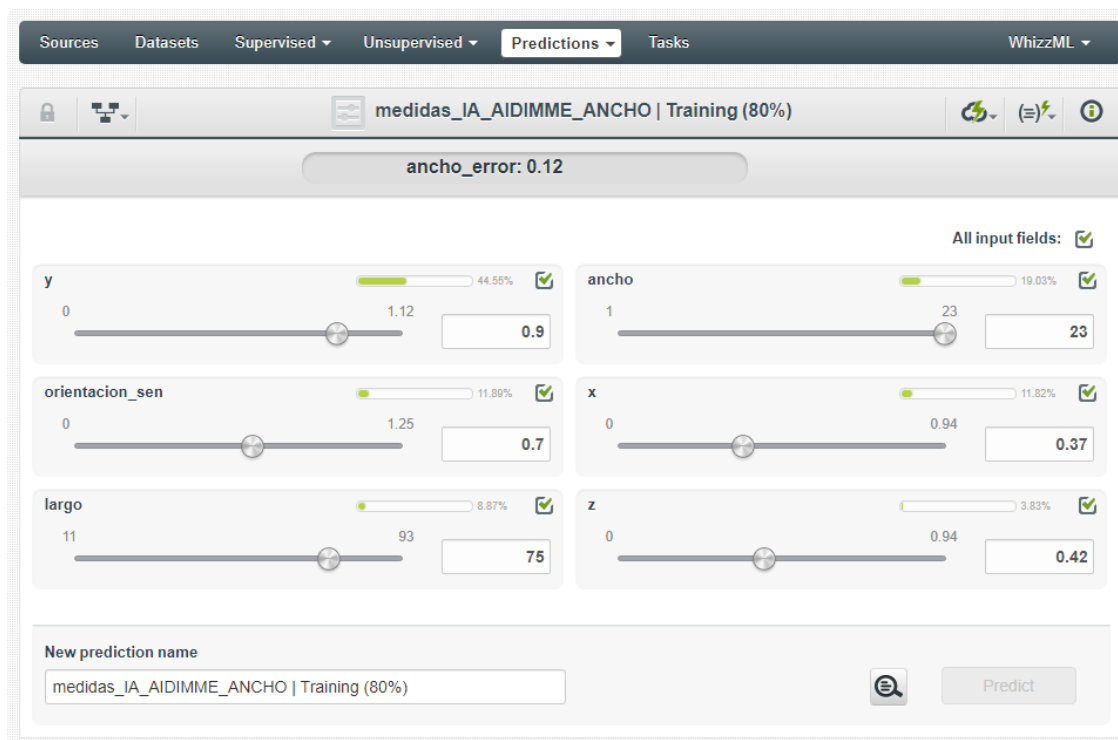 Sources Datasets Supervised Unsupervised Predictions Tasks WhizzML
medidas_IA_AIDIMME_ANCHO | Training (80%)
ancho_error: 0.12
All input fields:
y 44.55%
0 1.12
0.9
ancho 19.03%
1 23
23
orientacion_sen 11.89%
0 1.25
0.7
x 11.82%
0 0.94
0.37
largo 8.87%
11 93
75
z 3.83%
0 0.94
0.42
New prediction name
medidas_IA_AIDIMME_ANCHO | Training (80%)
Predict